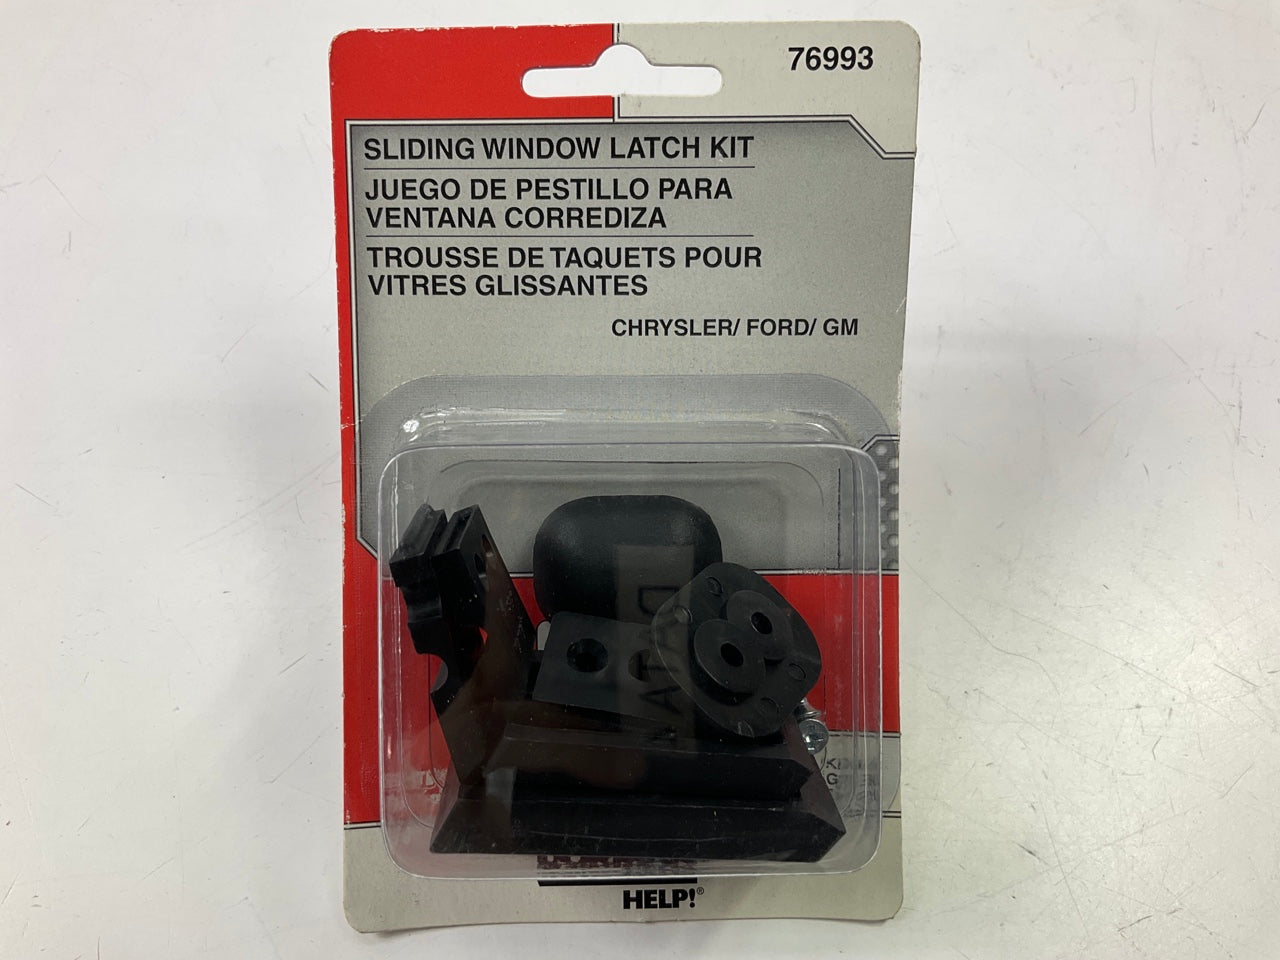 76993
SLIDING WINDOW LATCH KIT
JUEGO DE PESTILLO PARA
VENTANA CORREDIZA
TROUSSE DE TAQUETS POUR
VITRES GLISSANTES
CHRYSLER/ FORD/ GM
HELP!®